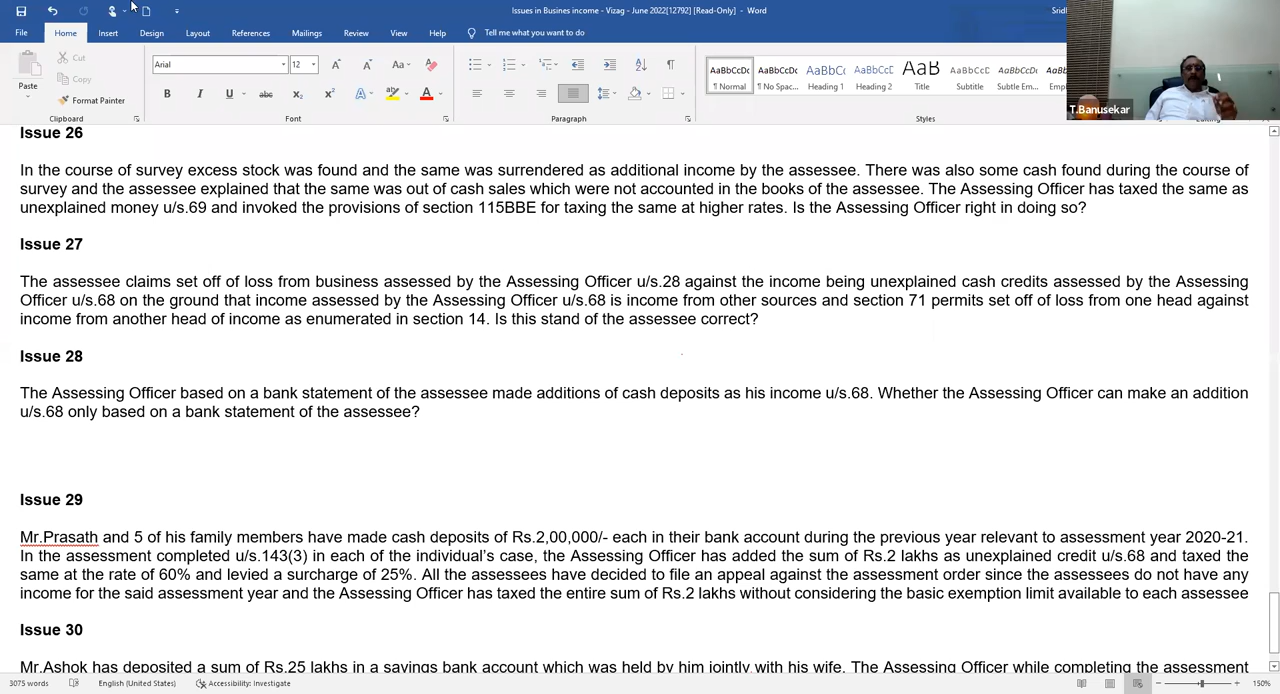 Issues in Busines income - Vizag - June 2022[12792] [Read-Only] - Word
Sridh
File Home Insert Design Layout References Mailings Review View Help Tell me what you want to do
Paste
Cut
Copy
Format Painter
Arial 12
Clipboard Font Paragraph Styles
AaBbCcDc AaBbCcDc AaBbCc AaBbCcD AaB AaBbCcD AaBbCcDc AaBb
¶ Normal ¶ No Spac... Heading 1 Heading 2 Title Subtitle Subtle Em... Emp
T.Banusekar
Issue 26
In the course of survey excess stock was found and the same was surrendered as additional income by the assessee. There was also some cash found during the course of
survey and the assessee explained that the same was out of cash sales which were not accounted in the books of the assessee. The Assessing Officer has taxed the same as
unexplained money u/s.69 and invoked the provisions of section 115BBE for taxing the same at higher rates. Is the Assessing Officer right in doing so?
Issue 27
The assessee claims set off of loss from business assessed by the Assessing Officer u/s.28 against the income being unexplained cash credits assessed by the Assessing
Officer u/s.68 on the ground that income assessed by the Assessing Officer u/s.68 is income from other sources and section 71 permits set off of loss from one head against
income from another head of income as enumerated in section 14. Is this stand of the assessee correct?
Issue 28
The Assessing Officer based on a bank statement of the assessee made additions of cash deposits as his income u/s.68. Whether the Assessing Officer can make an addition
u/s.68 only based on a bank statement of the assessee?
Issue 29
Mr.Prasath and 5 of his family members have made cash deposits of Rs.2,00,000/- each in their bank account during the previous year relevant to assessment year 2020-21.
In the assessment completed u/s.143(3) in each of the individual's case, the Assessing Officer has added the sum of Rs.2 lakhs as unexplained credit u/s.68 and taxed the
same at the rate of 60% and levied a surcharge of 25%. All the assessees have decided to file an appeal against the assessment order since the assessees do not have any
income for the said assessment year and the Assessing Officer has taxed the entire sum of Rs.2 lakhs without considering the basic exemption limit available to each assessee
Issue 30
Mr.Ashok has deposited a sum of Rs.25 lakhs in a savings bank account which was held by him jointly with his wife. The Assessing Officer while completing the assessment
3075 words English (United States) Accessibility: Investigate 150%